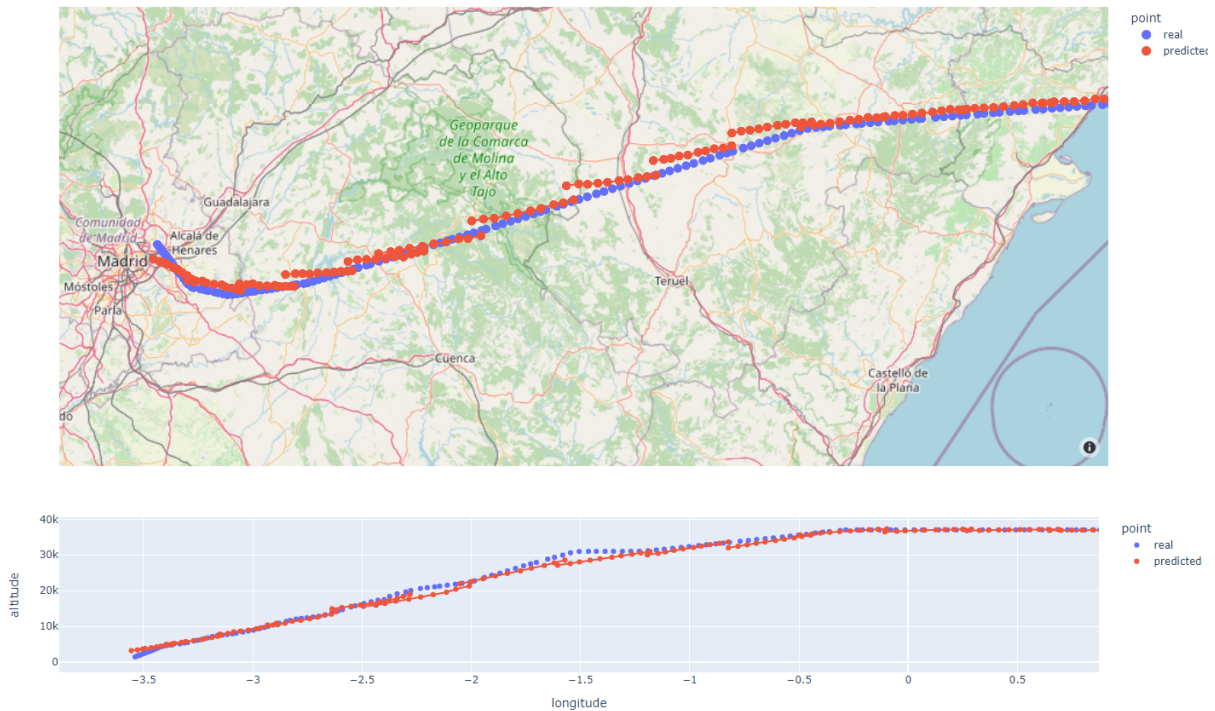 point
real
predicted
Geoparque
de la Comarca
de Molina
y el Alto
Tajo
Guadalajara
Comunidad
de Madrid
Alcalá de
Henares
Madrid
Móstoles
Parla
Teruel
Cuenca
Castelló de
la Plana
do
i
40k
30k
20k
10k
0
altitude
−3.5
−3
−2.5
−2
−1.5
−1
−0.5
0
0.5
longitude
point
real
predicted